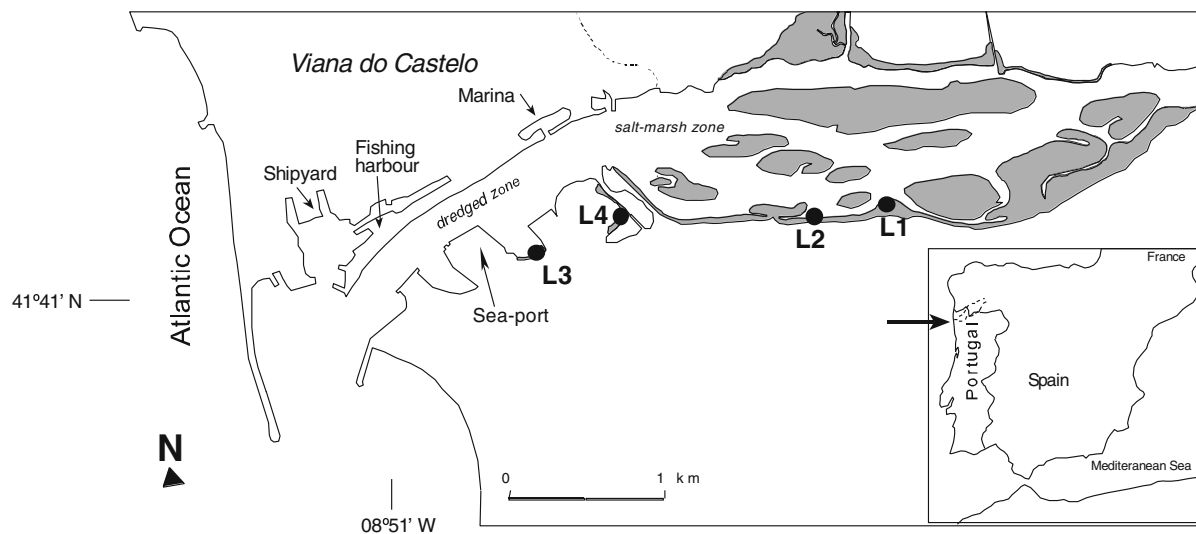 Viana do Castelo
Marina
salt-marsh zone
Fishing
harbour
Shipyard
dredged zone
L4
L2
L1
L3
Atlantic Ocean
41º41' N
Sea-port
France
Portugal
Spain
Mediteranean Sea
N
0 1 km
08º51' W